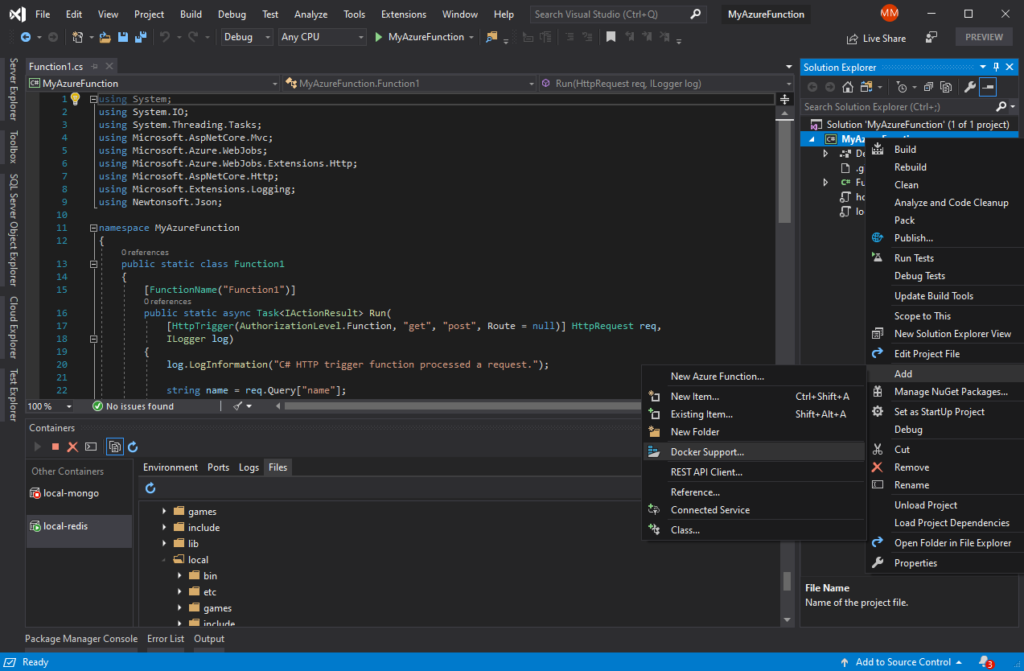 File Edit View Project Build Debug Test Analyze Tools Extensions Window Help Search Visual Studio (Ctrl+Q) MyAzureFunction MM
Debug Any CPU MyAzureFunction Live Share PREVIEW
Server Explorer
Toolbox
SQL Server Object Explorer
Cloud Explorer
Test Explorer
Function1.cs
MyAzureFunction MyAzureFunction.Function1 Run(HttpRequest req, ILogger log)
1 using System;
2 using System.IO;
3 using System.Threading.Tasks;
4 using Microsoft.AspNetCore.Mvc;
5 using Microsoft.Azure.WebJobs;
6 using Microsoft.Azure.WebJobs.Extensions.Http;
7 using Microsoft.AspNetCore.Http;
8 using Microsoft.Extensions.Logging;
9 using Newtonsoft.Json;
10
11 namespace MyAzureFunction
12 {
0 references
13 public static class Function1
14 {
15 [FunctionName("Function1")]
0 references
16 public static async Task<IActionResult> Run(
17 [HttpTrigger(AuthorizationLevel.Function, "get", "post", Route = null)] HttpRequest req,
18 ILogger log)
19 {
20 log.LogInformation("C# HTTP trigger function processed a request.");
21
22 string name = req.Query["name"];
100 % No issues found
Containers
Other Containers
local-mongo
local-redis
Environment Ports Logs Files
games
include
lib
local
bin
etc
games
include
Package Manager Console Error List Output
Solution Explorer
Search Solution Explorer (Ctrl+;)
Solution 'MyAzureFunction' (1 of 1 project)
MyAzureFuncti
De
.g
C# Fu
ho
lo
Build
Rebuild
Clean
Analyze and Code Cleanup
Pack
Publish...
Run Tests
Debug Tests
Update Build Tools
Scope to This
New Solution Explorer View
Edit Project File
Add
Manage NuGet Packages...
Set as StartUp Project
Debug
Cut
Remove
Rename
Unload Project
Load Project Dependencies
Open Folder in File Explorer
Properties
New Azure Function...
New Item... Ctrl+Shift+A
Existing Item... Shift+Alt+A
New Folder
Docker Support...
REST API Client...
Reference...
Connected Service
Class...
File Name
Name of the project file.
Ready Add to Source Control 3